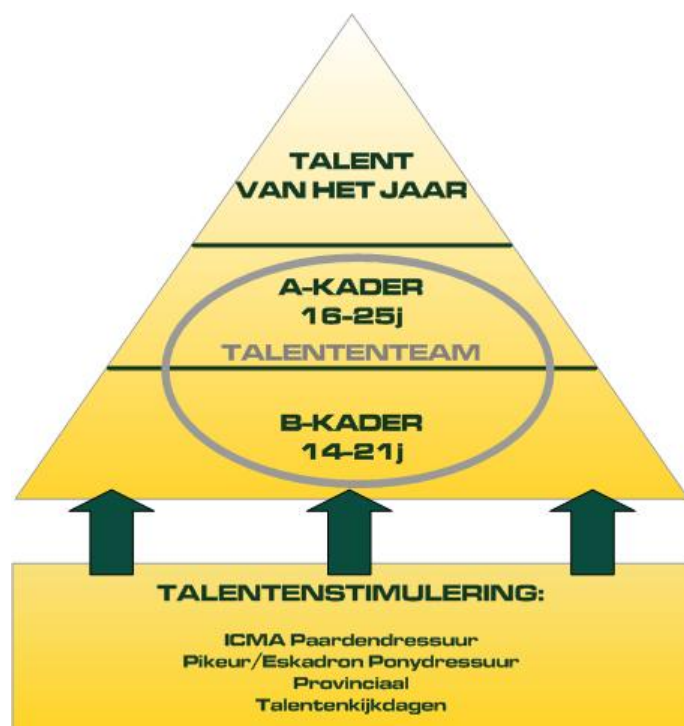 TALENT
VAN HET JAAR
A-KADER
16-25j
TALENTENTEAM
B-KADER
14-21j
TALENTENSTIMULERING:
ICMA Paardendressuur
Pikeur/Eskadron Ponydressuur
Provinciaal
Talentenkijkdagen